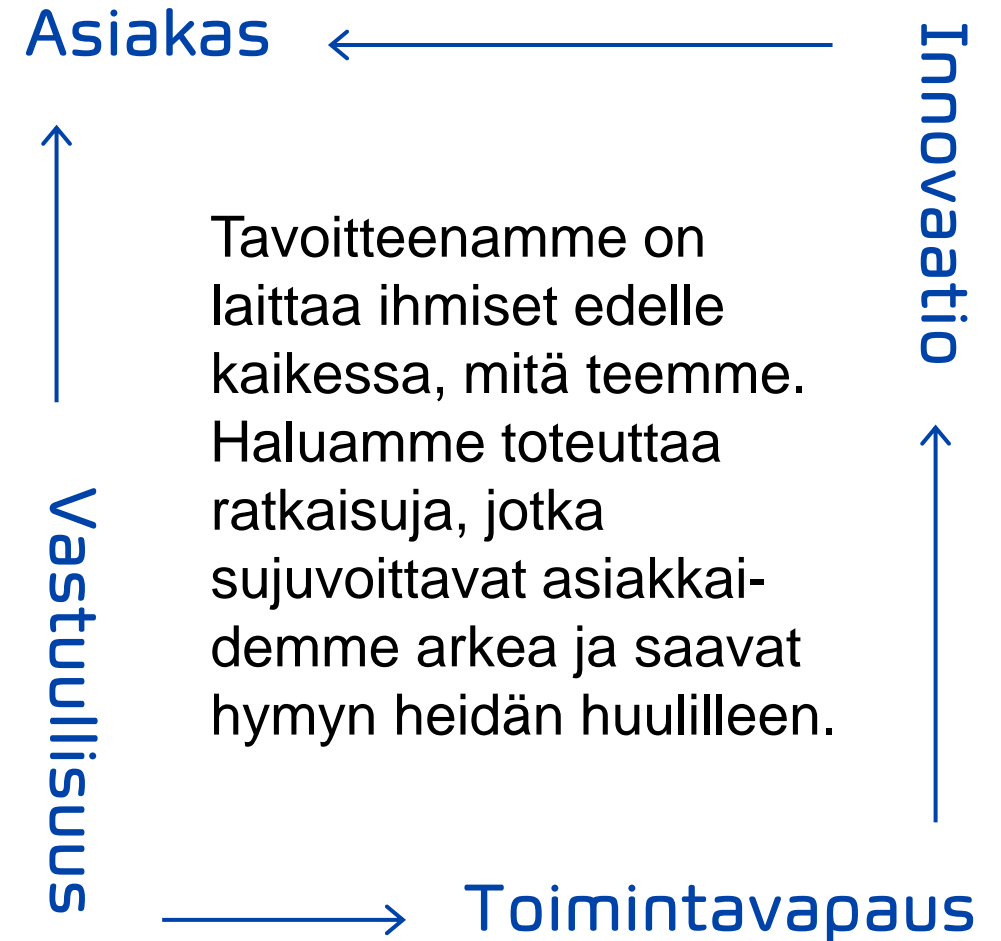 Asiakas
Innovaatio
Tavoitteenamme on
laittaa ihmiset edelle
kaikessa, mitä teemme.
Haluamme toteuttaa
ratkaisuja, jotka
sujuvoittavat asiakkai-
demme arkea ja saavat
hymyn heidän huulilleen.
Vastuullisuus
Toimintavapaus